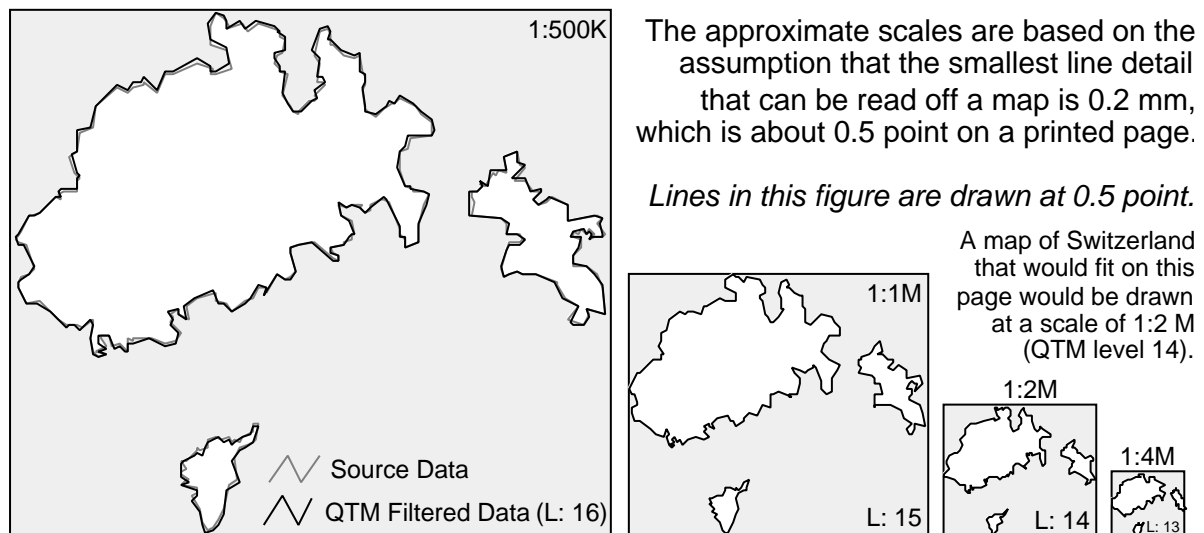 1:500K
Source Data
QTM Filtered Data (L: 16)
The approximate scales are based on the
assumption that the smallest line detail
that can be read off a map is 0.2 mm,
which is about 0.5 point on a printed page.
Lines in this figure are drawn at 0.5 point.
A map of Switzerland
that would fit on this
page would be drawn
at a scale of 1:2 M
(QTM level 14).
1:1M
L: 15
1:2M
L: 14
1:4M
L: 13